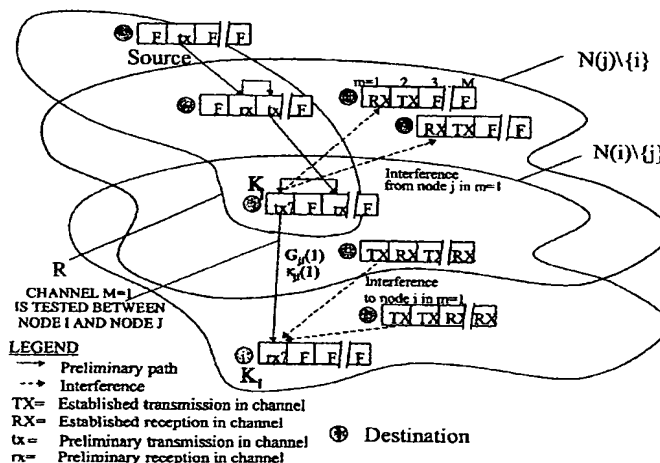 F tx F F
Source
N(j)\{i}
m=1 2 3 M
F rx tx F
RX TX F F
RX TX F F
N(i)\{j}
Interference
from node j in m=1
K
tx? F tx F
R
G (1)
κ (1)
TX RX TX RX
CHANNEL M=1
IS TESTED BETWEEN
NODE I AND NODE J
Interference
to node i in m=1
TX TX RX RX
LEGEND
Preliminary path
Interference
K
i
rx? F F F
TX= Established transmission in channel
RX= Established reception in channel
tx= Preliminary transmission in channel
rx= Preliminary reception in channel
Destination